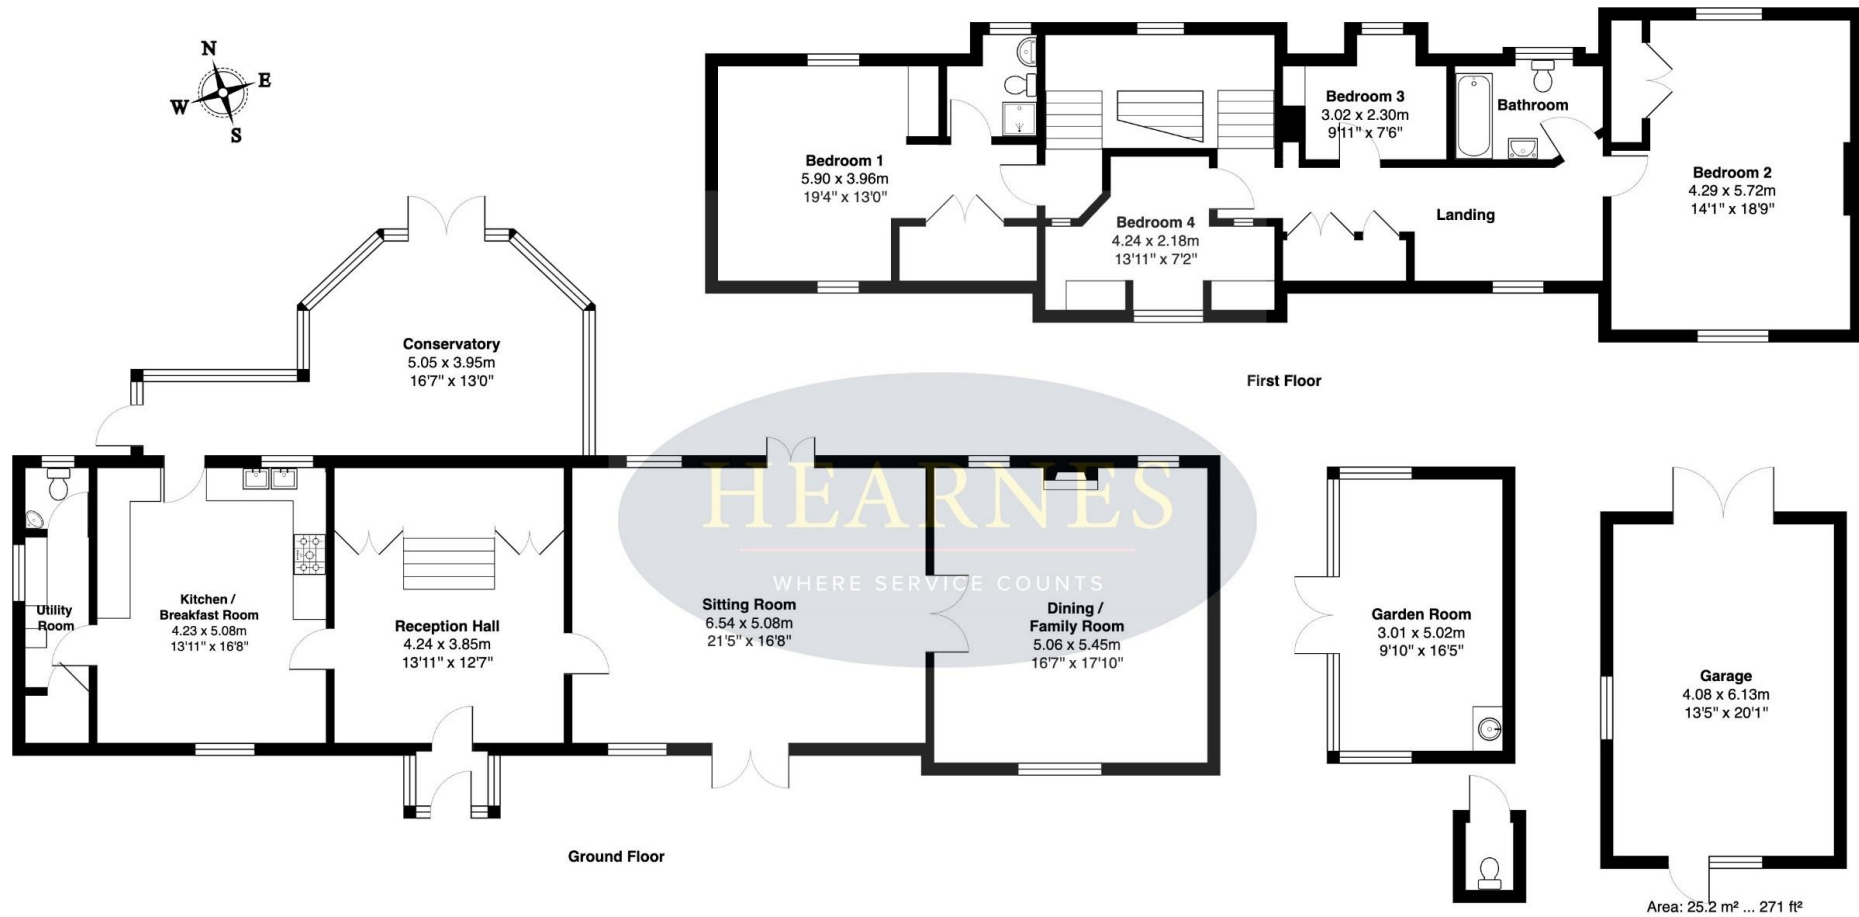 N
E
W
S
Bedroom 1
5.90 x 3.96m
19'4" x 13'0"
Bedroom 3
3.02 x 2.30m
9'11" x 7'6"
Bathroom
Bedroom 2
4.29 x 5.72m
14'1" x 18'9"
Bedroom 4
4.24 x 2.18m
13'11" x 7'2"
Landing
First Floor
Conservatory
5.05 x 3.95m
16'7" x 13'0"
HEARNES
WHERE SERVICE COUNTS
Utility
Room
Kitchen /
Breakfast Room
4.23 x 5.08m
13'11" x 16'8"
Reception Hall
4.24 x 3.85m
13'11" x 12'7"
Sitting Room
6.54 x 5.08m
21'5" x 16'8"
Dining /
Family Room
5.06 x 5.45m
16'7" x 17'10"
Garden Room
3.01 x 5.02m
9'10" x 16'5"
Garage
4.08 x 6.13m
13'5" x 20'1"
Ground Floor
Area: 25.2 m² ... 271 ft²